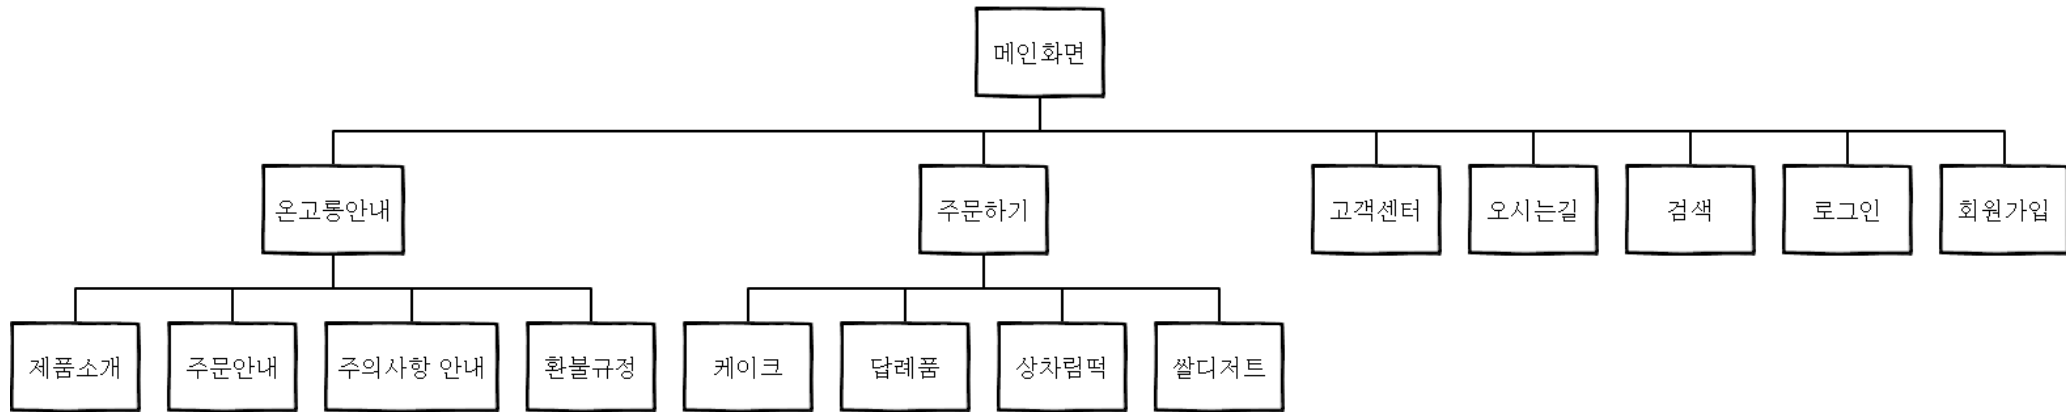 메인화면
온고롱안내
주문하기
고객센터
오시는길
검색
로그인
회원가입
제품소개
주문안내
주의사항 안내
환불규정
케이크
답례품
상차림떡
쌀디저트